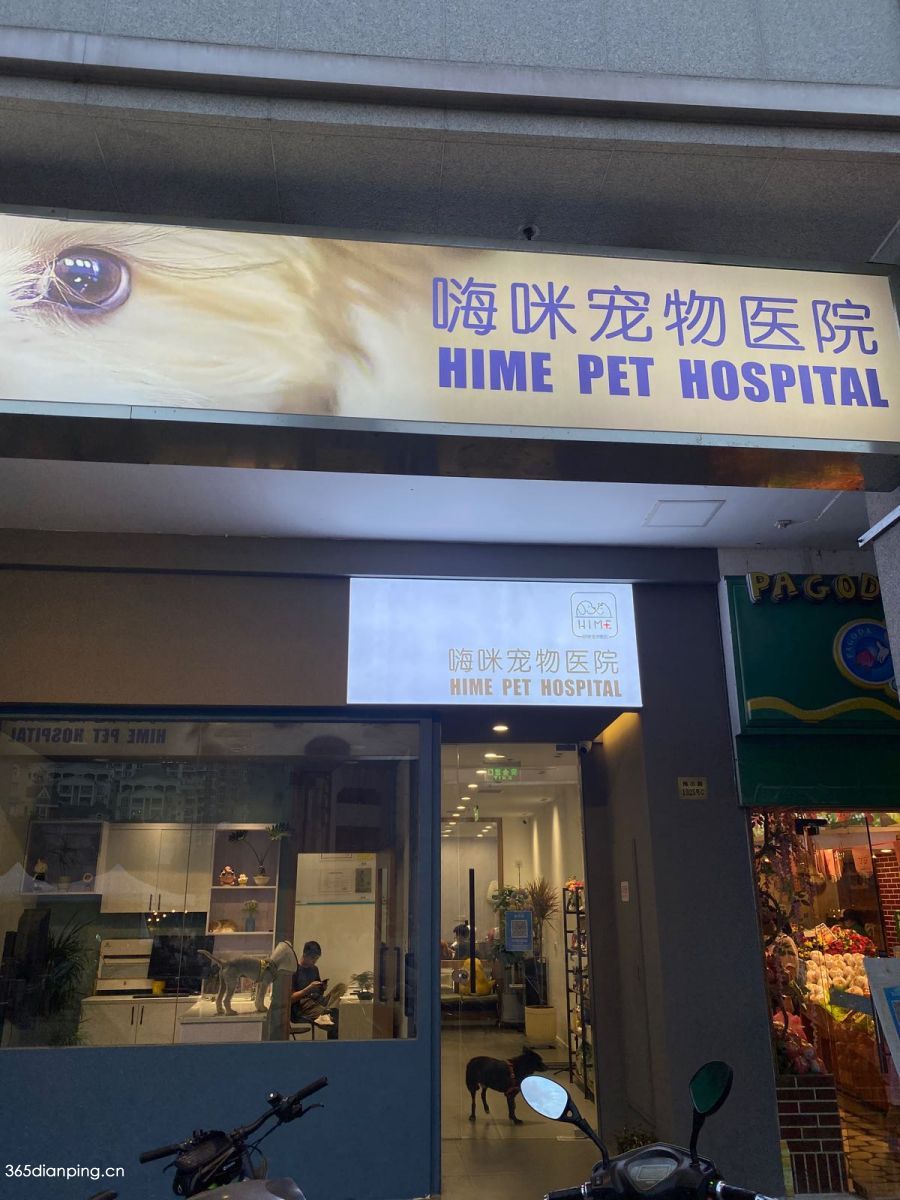 嗨咪宠物医院
HIME PET HOSPITAL
HIME
嗨咪宠物医院
HIME PET HOSPITAL
PAGOD
HIME PET HOSPITAL
365dianping.cn